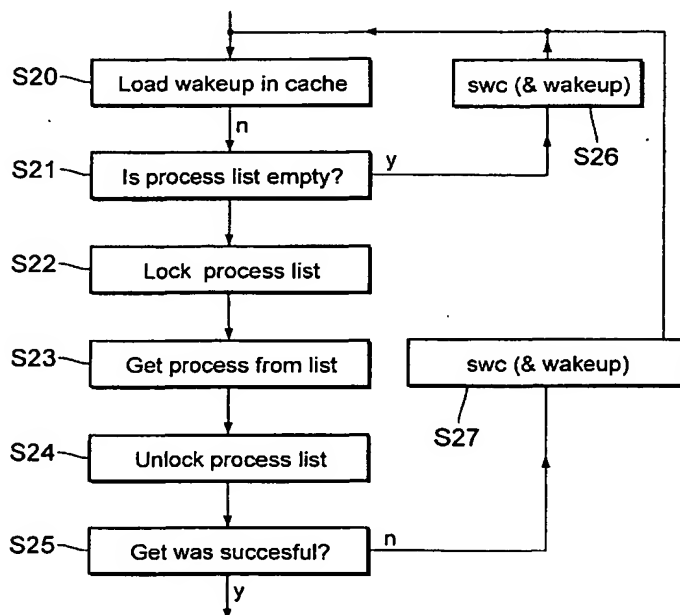 S20
Load wakeup in cache
swc (& wakeup)
S26
n
S21
Is process list empty?
y
S22
Lock process list
S23
Get process from list
swc (& wakeup)
S27
S24
Unlock process list
S25
Get was succesful?
n
y